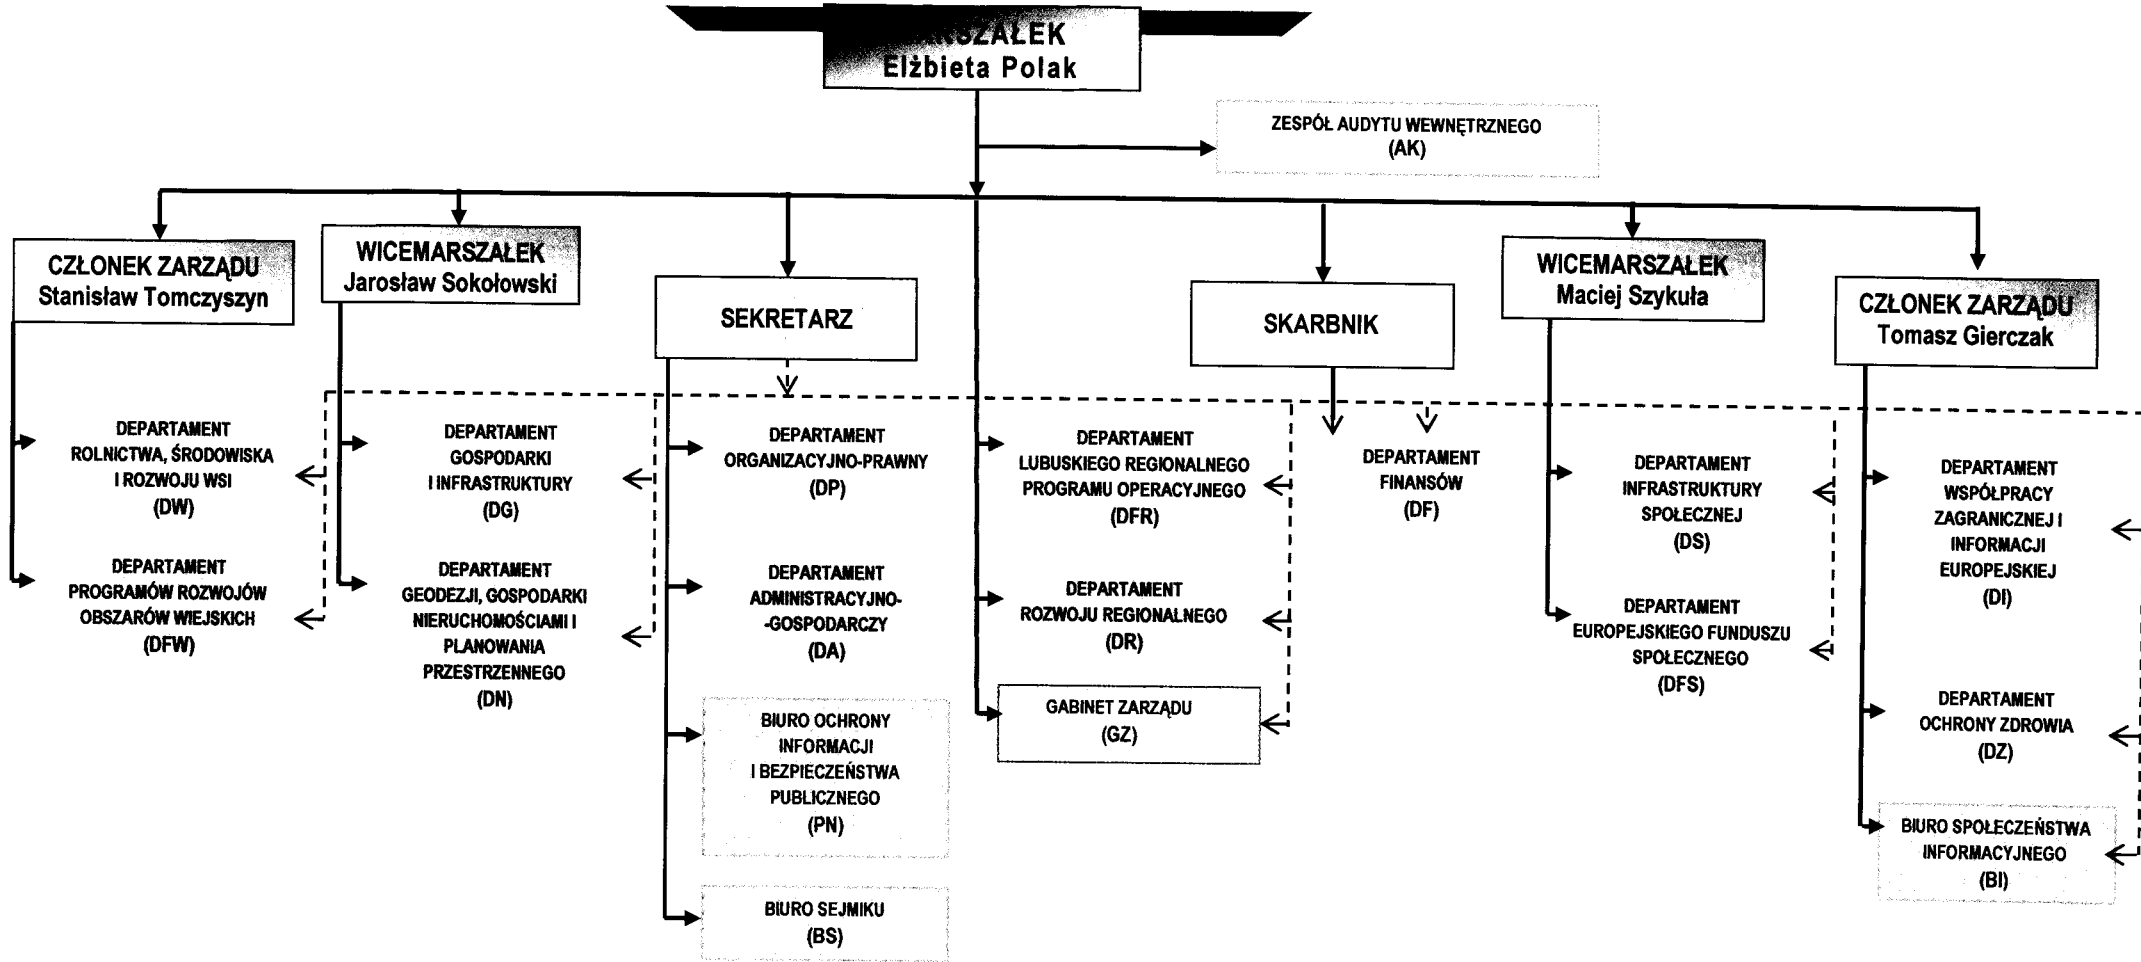 MARSZAŁEK
Elżbieta Polak
ZESPÓŁ AUDYTU WEWNĘTRZNEGO
(AK)
CZŁONEK ZARZĄDU
Stanisław Tomczyszyn
WICEMARSZAŁEK
Jarosław Sokołowski
SEKRETARZ
SKARBNIK
WICEMARSZAŁEK
Maciej Szykuła
CZŁONEK ZARZĄDU
Tomasz Gierczak
DEPARTAMENT
ROLNICTWA, ŚRODOWISKA
I ROZWOJU WSI
(DW)
DEPARTAMENT
PROGRAMÓW ROZWOJÓW
OBSZARÓW WIEJSKICH
(DFW)
DEPARTAMENT
GOSPODARKI
I INFRASTRUKTURY
(DG)
DEPARTAMENT
GEODEZJI, GOSPODARKI
NIERUCHOMOŚCIAMI I
PLANOWANIA
PRZESTRZENNEGO
(DN)
DEPARTAMENT
ORGANIZACYJNO-PRAWNY
(DP)
DEPARTAMENT
ADMINISTRACYJNO-
-GOSPODARCZY
(DA)
BIURO OCHRONY
INFORMACJI
I BEZPIECZEŃSTWA
PUBLICZNEGO
(PN)
BIURO SEJMIKU
(BS)
DEPARTAMENT
LUBUSKIEGO REGIONALNEGO
PROGRAMU OPERACYJNEGO
(DFR)
DEPARTAMENT
ROZWOJU REGIONALNEGO
(DR)
GABINET ZARZĄDU
(GZ)
DEPARTAMENT
FINANSÓW
(DF)
DEPARTAMENT
INFRASTRUKTURY
SPOŁECZNEJ
(DS)
DEPARTAMENT
EUROPEJSKIEGO FUNDUSZU
SPOŁECZNEGO
(DFS)
DEPARTAMENT
WSPÓŁPRACY
ZAGRANICZNEJ I
INFORMACJI
EUROPEJSKIEJ
(DI)
DEPARTAMENT
OCHRONY ZDROWIA
(DZ)
BIURO SPOŁECZEŃSTWA
INFORMACYJNEGO
(BI)